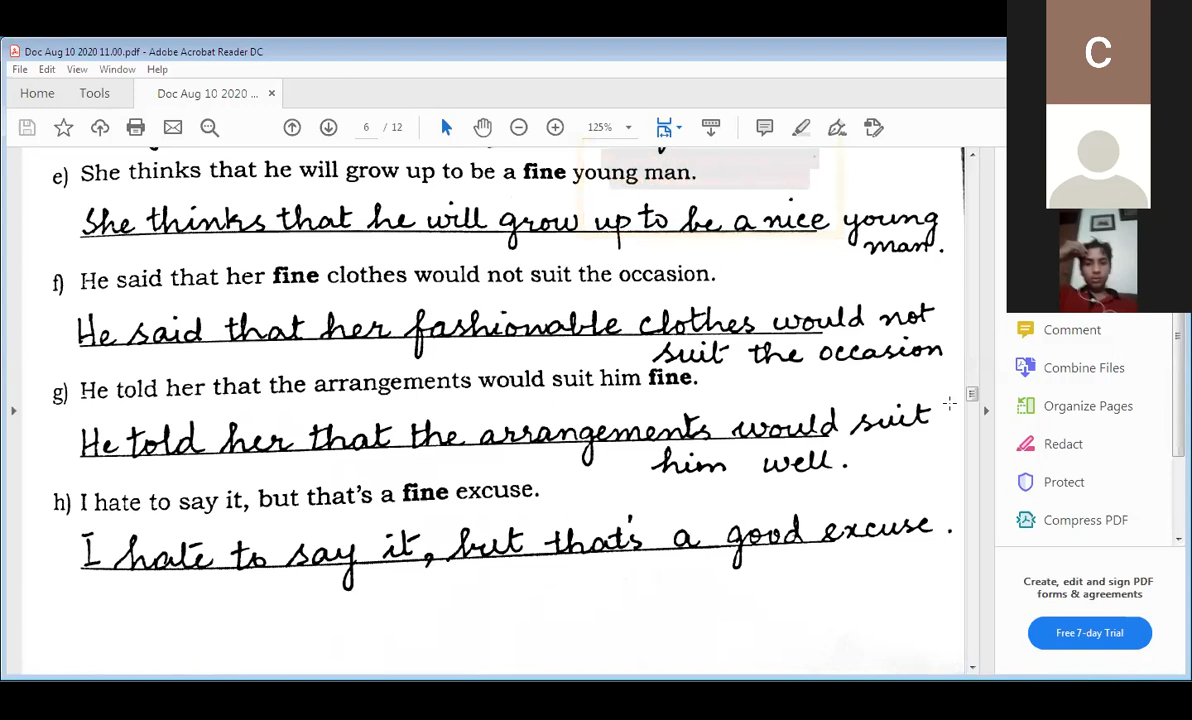 Doc Aug 10 2020 11.00.pdf - Adobe Acrobat Reader DC
File Edit View Window Help
Home Tools Doc Aug 10 2020 ... ×
6 / 12 125%
C
e) She thinks that he will grow up to be a fine young man.
She thinks that he will grow up to be a nice young
man.
f) He said that her fine clothes would not suit the occasion.
He said that her fashionable clothes would not
suit the occasion
g) He told her that the arrangements would suit him fine.
He told her that the arrangements would suit
him well.
h) I hate to say it, but that's a fine excuse.
I hate to say it, but that's a good excuse.
Comment
Combine Files
Organize Pages
Redact
Protect
Compress PDF
Create, edit and sign PDF
forms & agreements
Free 7-day Trial